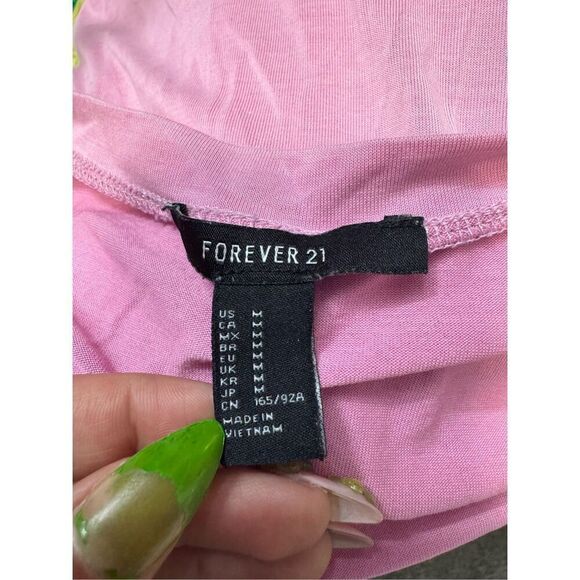 FOREVER 21
US M
CA M
MX M
BR M
EU M
UK M
KR M
JP M
CN 165/92A
MADE IN
VIETNAM